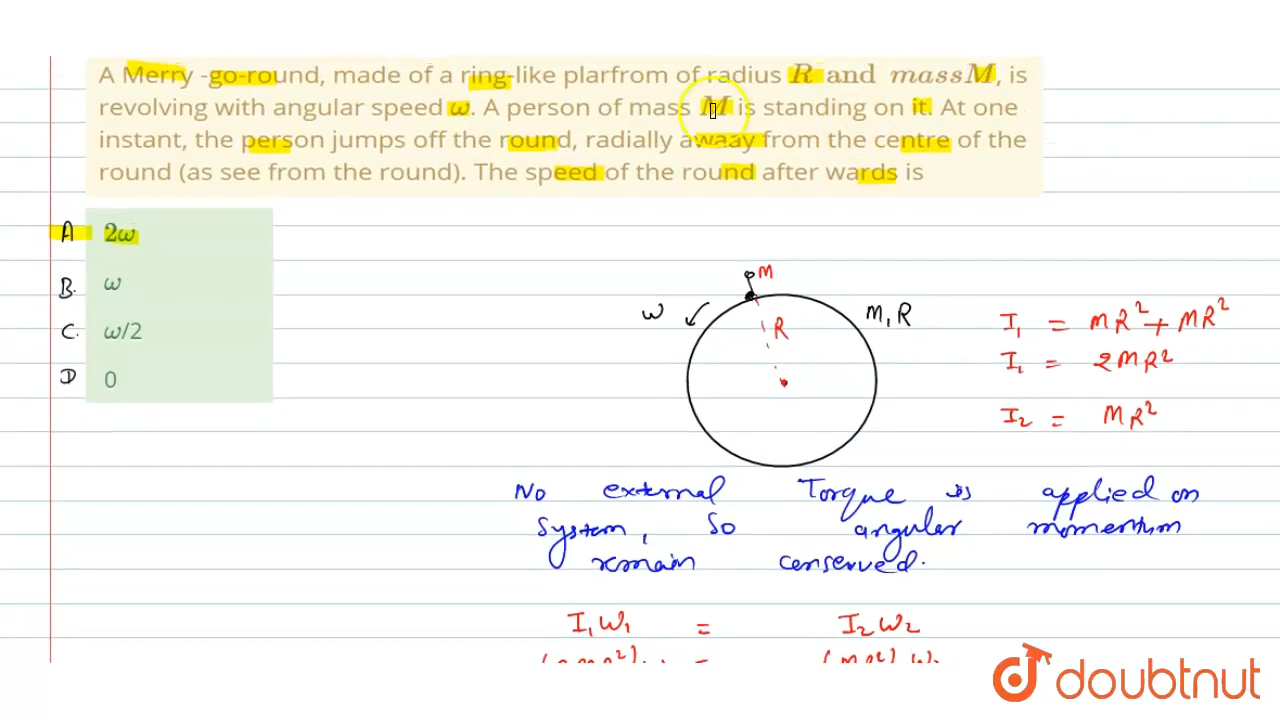 A Merry -go-round, made of a ring-like plarfrom of radius R and massM, is
revolving with angular speed ω. A person of mass M is standing on it. At one
instant, the person jumps off the round, radially awaay from the centre of the
round (as see from the round). The speed of the round after wards is
A 2ω
B. ω
C. ω/2
D 0
M
ω
R
M, R
I₁ = MR² + MR²
I₁ = 2MR²
I₂ = MR²
No external Torque is applied on
system, so angular momentum
remain conserved.
I₁ω₁ = I₂ω₂
doubtnut